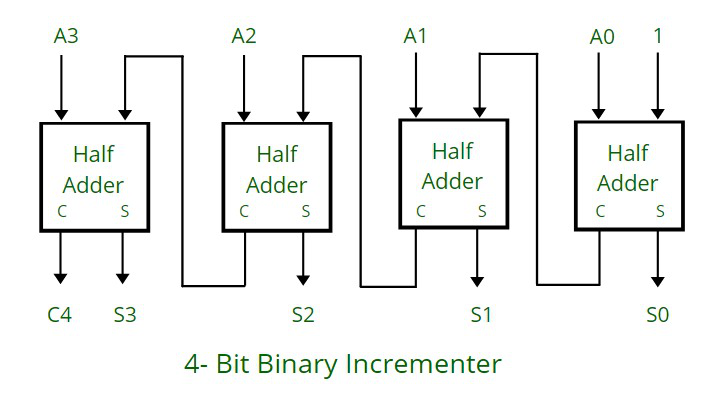 A3 A2 A1 A0 1
Half Adder
C S
Half Adder
C S
Half Adder
C S
Half Adder
C S
C4 S3 S2 S1 S0
4- Bit Binary Incrementer